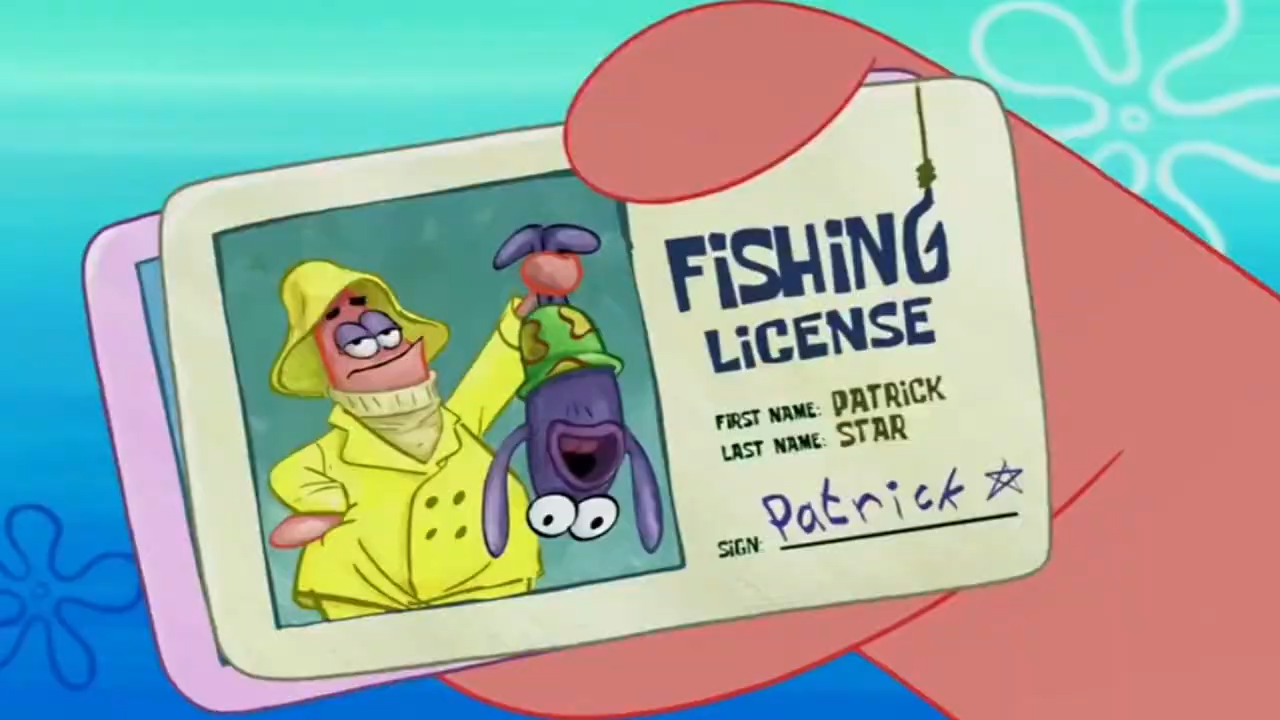 FiSHiNG
LiCENSE
FiRST NAME: PATRiCK
LAST NAME: STAR
Patrick ☆
SiGN: